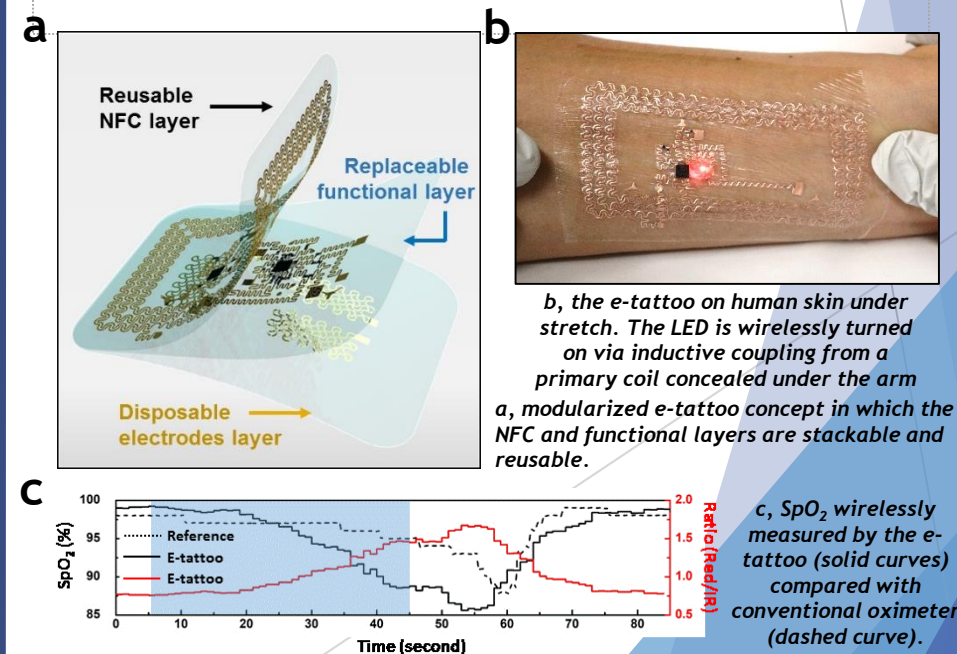 a
Reusable
NFC layer
Replaceable
functional layer
Disposable
electrodes layer
b
b, the e-tattoo on human skin under
stretch. The LED is wirelessly turned
on via inductive coupling from a
primary coil concealed under the arm
a, modularized e-tattoo concept in which the
NFC and functional layers are stackable and
reusable.
c
SpO₂ (%)
100
95
90
85
Reference
E-tattoo
E-tattoo
0 10 20 30 40 50 60 70 80
Time (second)
2.0
1.5
1.0
0.5
Ratio (Red/IR)
c, SpO₂ wirelessly
measured by the e-
tattoo (solid curves)
compared with
conventional oximeter
(dashed curve).